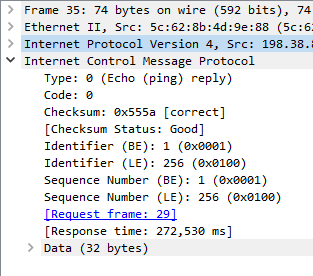 Frame 35: 74 bytes on wire (592 bits), 74
Ethernet II, Src: 5c:62:8b:4d:9e:88 (5c:6
Internet Protocol Version 4, Src: 198.38.8
Internet Control Message Protocol
Type: 0 (Echo (ping) reply)
Code: 0
Checksum: 0x555a [correct]
[Checksum Status: Good]
Identifier (BE): 1 (0x0001)
Identifier (LE): 256 (0x0100)
Sequence Number (BE): 1 (0x0001)
Sequence Number (LE): 256 (0x0100)
[Request frame: 29]
[Response time: 272,530 ms]
Data (32 bytes)